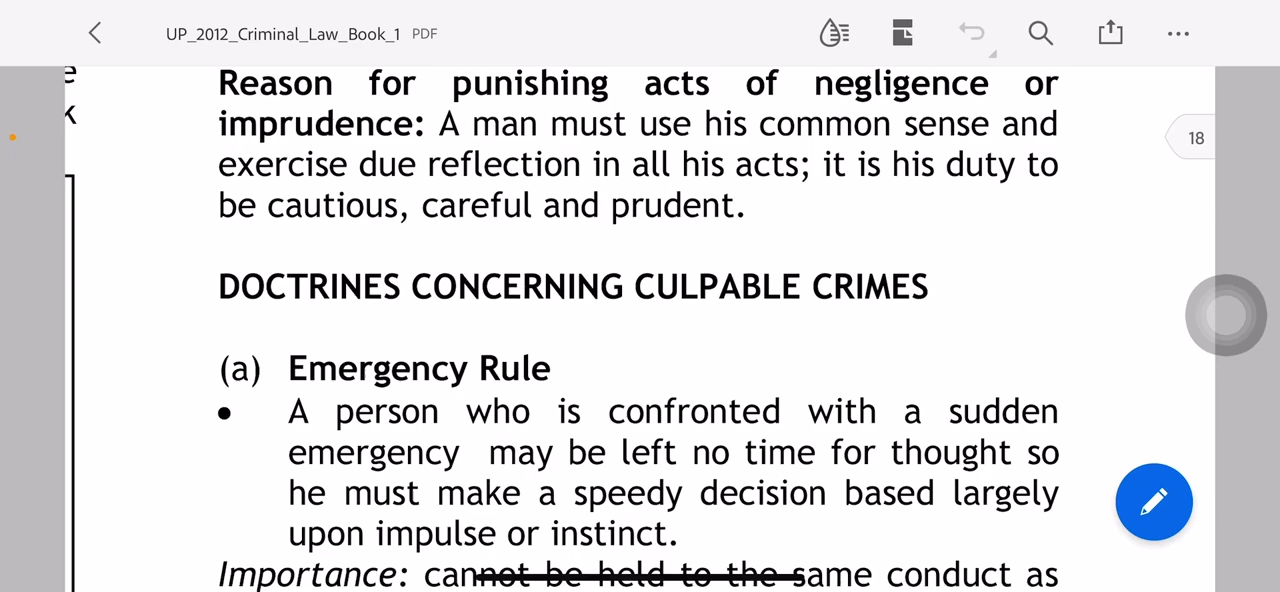 UP_2012_Criminal_Law_Book_1 PDF
e
k
18
Reason for punishing acts of negligence or
imprudence: A man must use his common sense and
exercise due reflection in all his acts; it is his duty to
be cautious, careful and prudent.
DOCTRINES CONCERNING CULPABLE CRIMES
(a) Emergency Rule
• A person who is confronted with a sudden
emergency may be left no time for thought so
he must make a speedy decision based largely
upon impulse or instinct.
Importance: cannot be held to the same conduct as